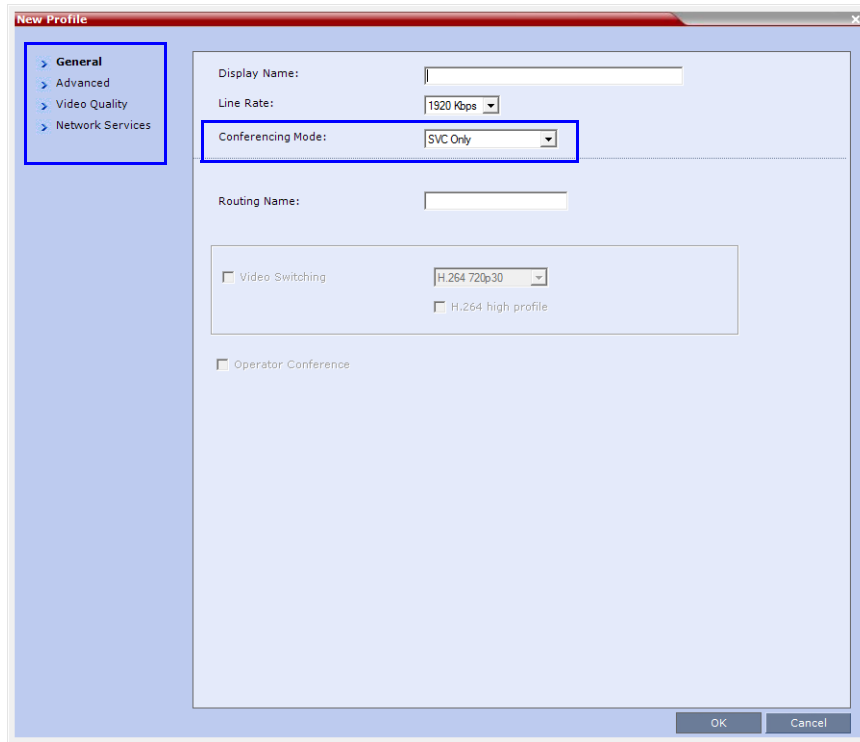 New Profile
General
Advanced
Video Quality
Network Services
Display Name:
Line Rate:
1920 Kbps
Conferencing Mode:
SVC Only
Routing Name:
Video Switching
H.264 720p30
H.264 high profile
Operator Conference
OK
Cancel